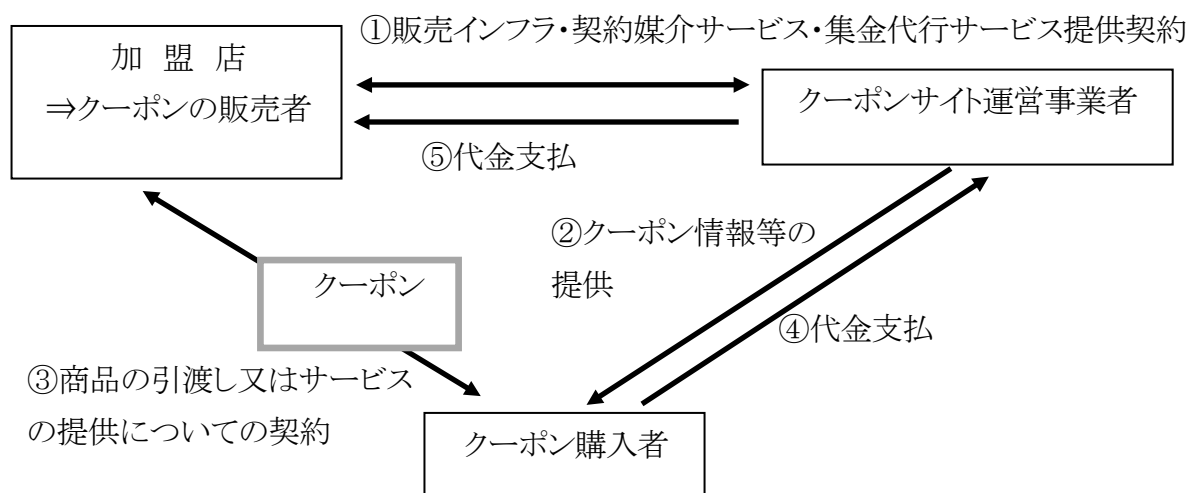 ①販売インフラ・契約媒介サービス・集金代行サービス提供契約
加 盟 店
⇒クーポンの販売者
クーポンサイト運営事業者
⑤代金支払
②クーポン情報等の
提供
クーポン
④代金支払
③商品の引渡し又はサービス
の提供についての契約
クーポン購入者